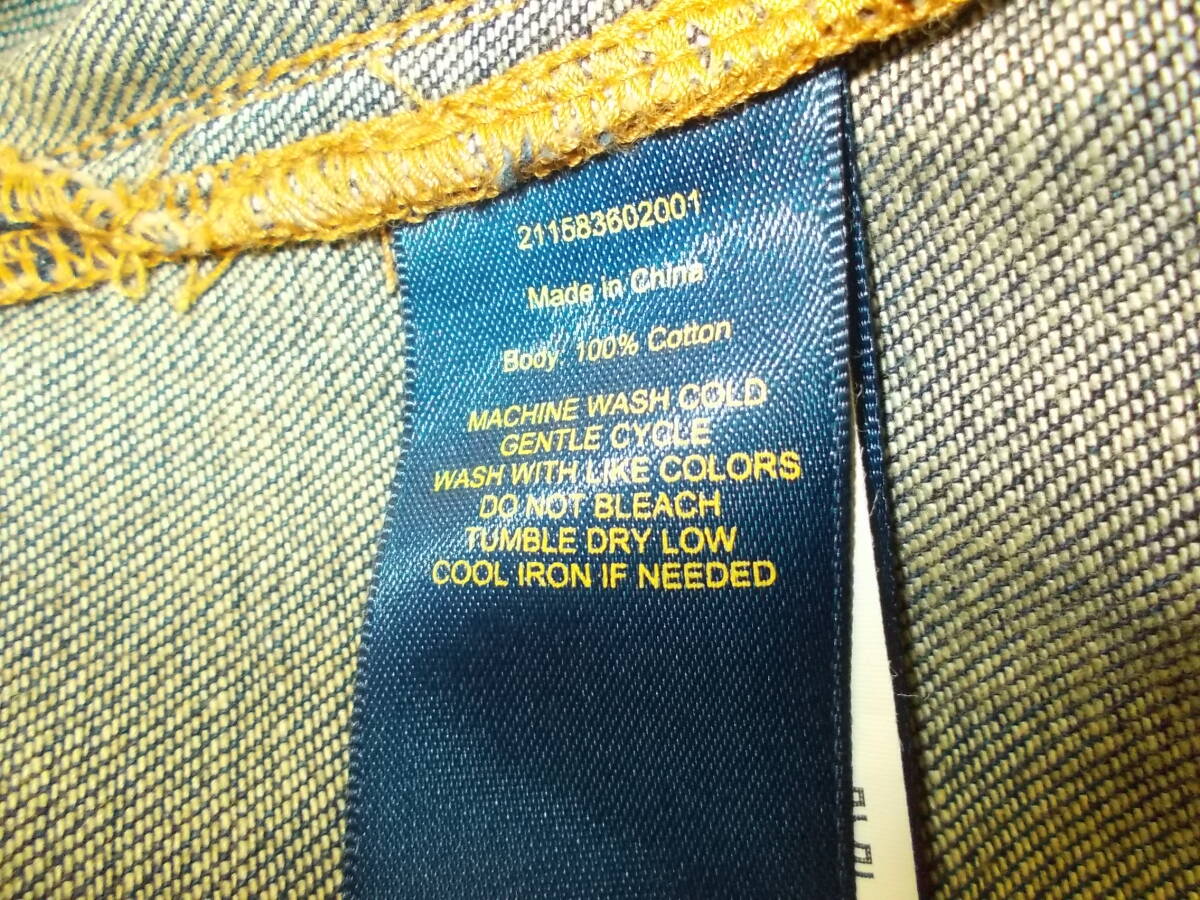 211583602001
Made in China
Body: 100% Cotton
MACHINE WASH COLD
GENTLE CYCLE
WASH WITH LIKE COLORS
DO NOT BLEACH
TUMBLE DRY LOW
COOL IRON IF NEEDED